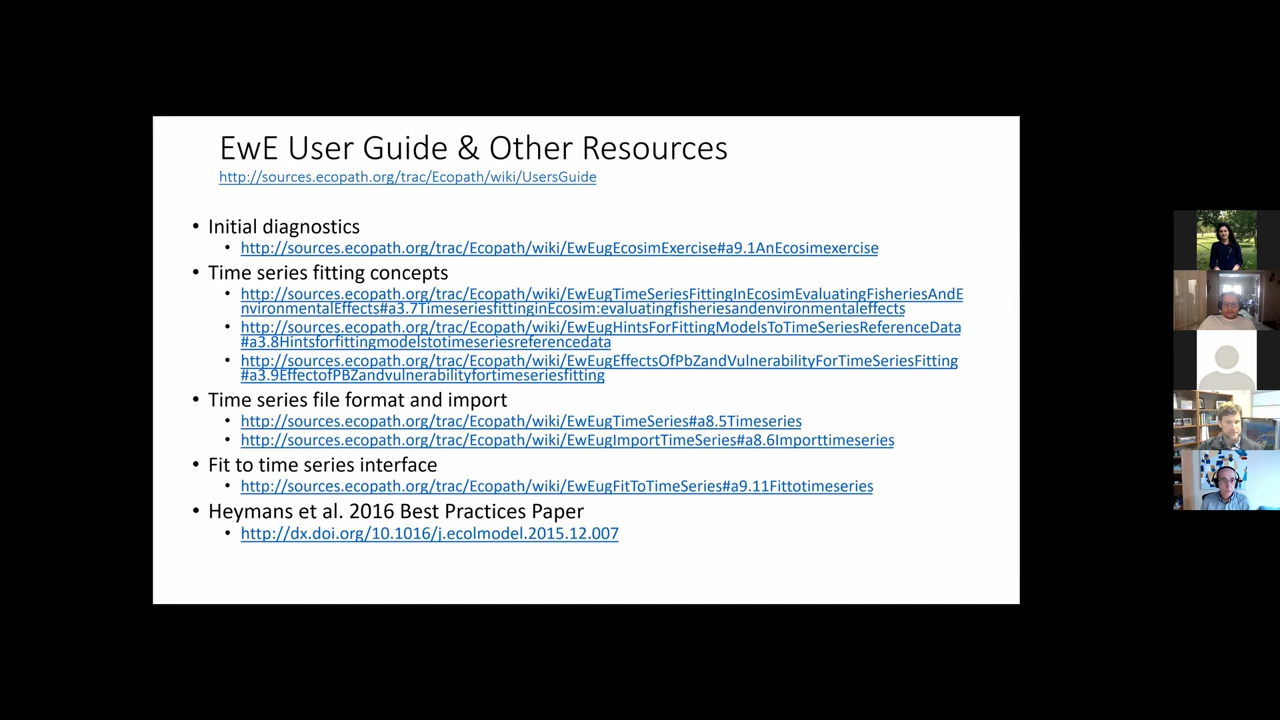 EwE User Guide & Other Resources
http://sources.ecopath.org/trac/Ecopath/wiki/UsersGuide
• Initial diagnostics
• http://sources.ecopath.org/trac/Ecopath/wiki/EwEugEcosimExercise#a9.1AnEcosimexercise
• Time series fitting concepts
• http://sources.ecopath.org/trac/Ecopath/wiki/EwEugTimeSeriesFittingInEcosimEvaluatingFisheriesAndE
nvironmentalEffects#a3.7TimeseriesfittinginEcosim:evaluatingfisheriesandenvironmentaleffects
• http://sources.ecopath.org/trac/Ecopath/wiki/EwEugHintsForFittingModelsToTimeSeriesReferenceData
#a3.8Hintsforfittingmodelstotimeseriesreferencedata
• http://sources.ecopath.org/trac/Ecopath/wiki/EwEugEffectsOfPbZandVulnerabilityForTimeSeriesFitting
#a3.9EffectofPBZandvulnerabilityfortimeseriesfitting
• Time series file format and import
• http://sources.ecopath.org/trac/Ecopath/wiki/EwEugTimeSeries#a8.5Timeseries
• http://sources.ecopath.org/trac/Ecopath/wiki/EwEugImportTimeSeries#a8.6Importtimeseries
• Fit to time series interface
• http://sources.ecopath.org/trac/Ecopath/wiki/EwEugFitToTimeSeries#a9.11Fittotimeseries
• Heymans et al. 2016 Best Practices Paper
• http://dx.doi.org/10.1016/j.ecolmodel.2015.12.007